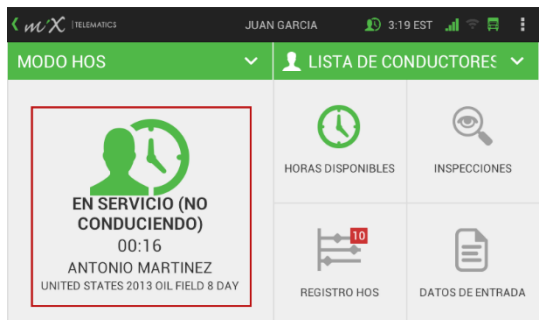 mix TELEMATICS JUAN GARCIA 3:19 EST
MODO HOS
LISTA DE CONDUCTORES
EN SERVICIO (NO
CONDUCIENDO)
00:16
ANTONIO MARTINEZ
UNITED STATES 2013 OIL FIELD 8 DAY
HORAS DISPONIBLES
INSPECCIONES
10
REGISTRO HOS
DATOS DE ENTRADA